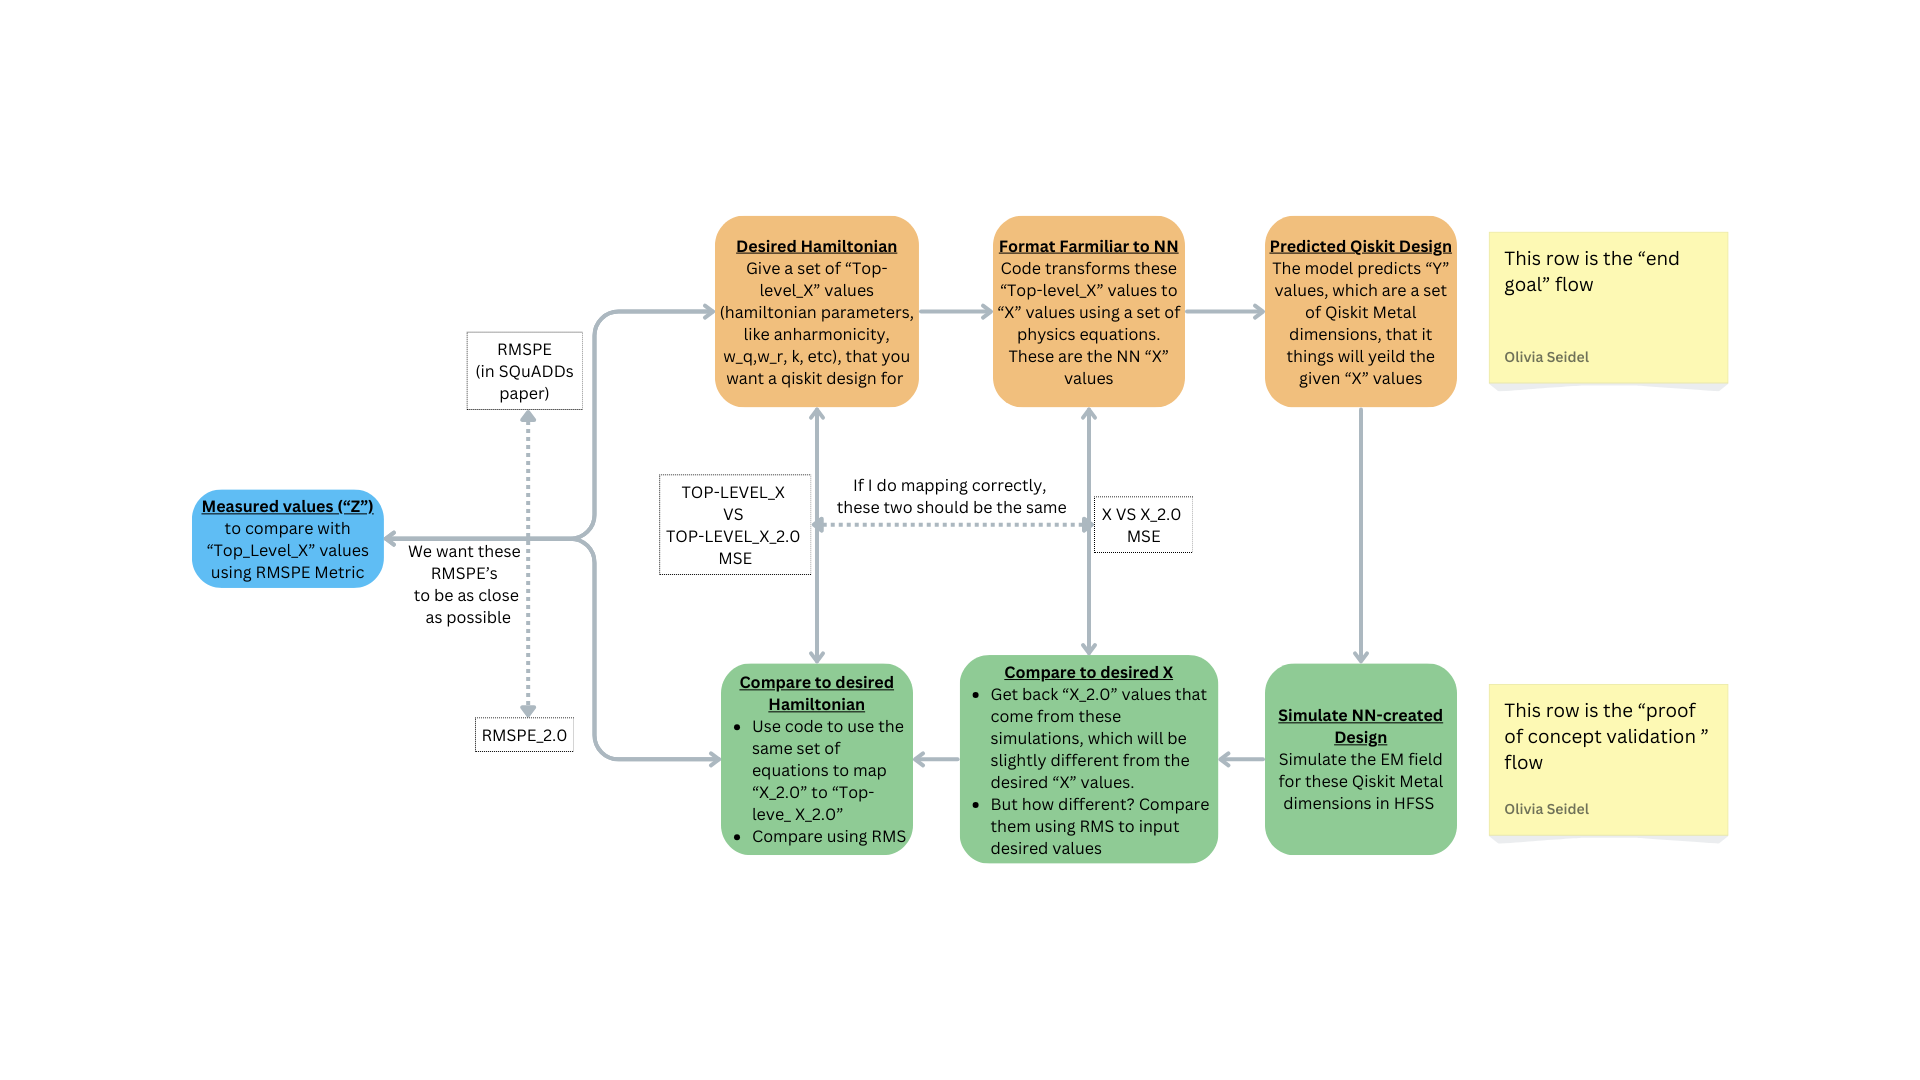 Desired Hamiltonian
Give a set of “Top-
level_X” values
(hamiltonian parameters,
like anharmonicity,
w_q,w_r, k, etc), that you
want a qiskit design for
Format Farmiliar to NN
Code transforms these
“Top-level_X” values to
“X” values using a set of
physics equations.
These are the NN “X”
values
Predicted Qiskit Design
The model predicts “Y”
values, which are a set
of Qiskit Metal
dimensions, that it
things will yeild the
given “X” values
This row is the “end
goal” flow
Olivia Seidel
RMSPE
(in SQuADDs
paper)
Measured values (“Z”)
to compare with
“Top_Level_X” values
using RMSPE Metric
We want these
RMSPE’s
to be as close
as possible
TOP-LEVEL_X
VS
TOP-LEVEL_X_2.0
MSE
If I do mapping correctly,
these two should be the same
X VS X_2.0
MSE
RMSPE_2.0
Compare to desired
Hamiltonian
• Use code to use the
same set of
equations to map
“X_2.0” to “Top-
leve_ X_2.0”
• Compare using RMS
Compare to desired X
• Get back “X_2.0” values that
come from these
simulations, which will be
slightly different from the
desired “X” values.
• But how different? Compare
them using RMS to input
desired values
Simulate NN-created
Design
Simulate the EM field
for these Qiskit Metal
dimensions in HFSS
This row is the “proof
of concept validation ”
flow
Olivia Seidel